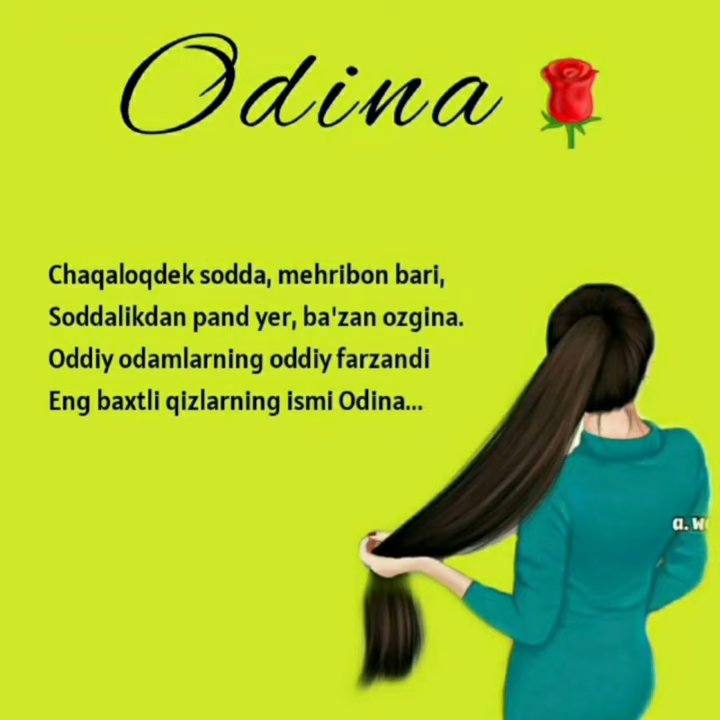 Odina 🌹
Chaqaloqdek sodda, mehribon bari,
Soddalikdan pand yer, ba'zan ozgina.
Oddiy odamlarning oddiy farzandi
Eng baxtli qizlarning ismi Odina...